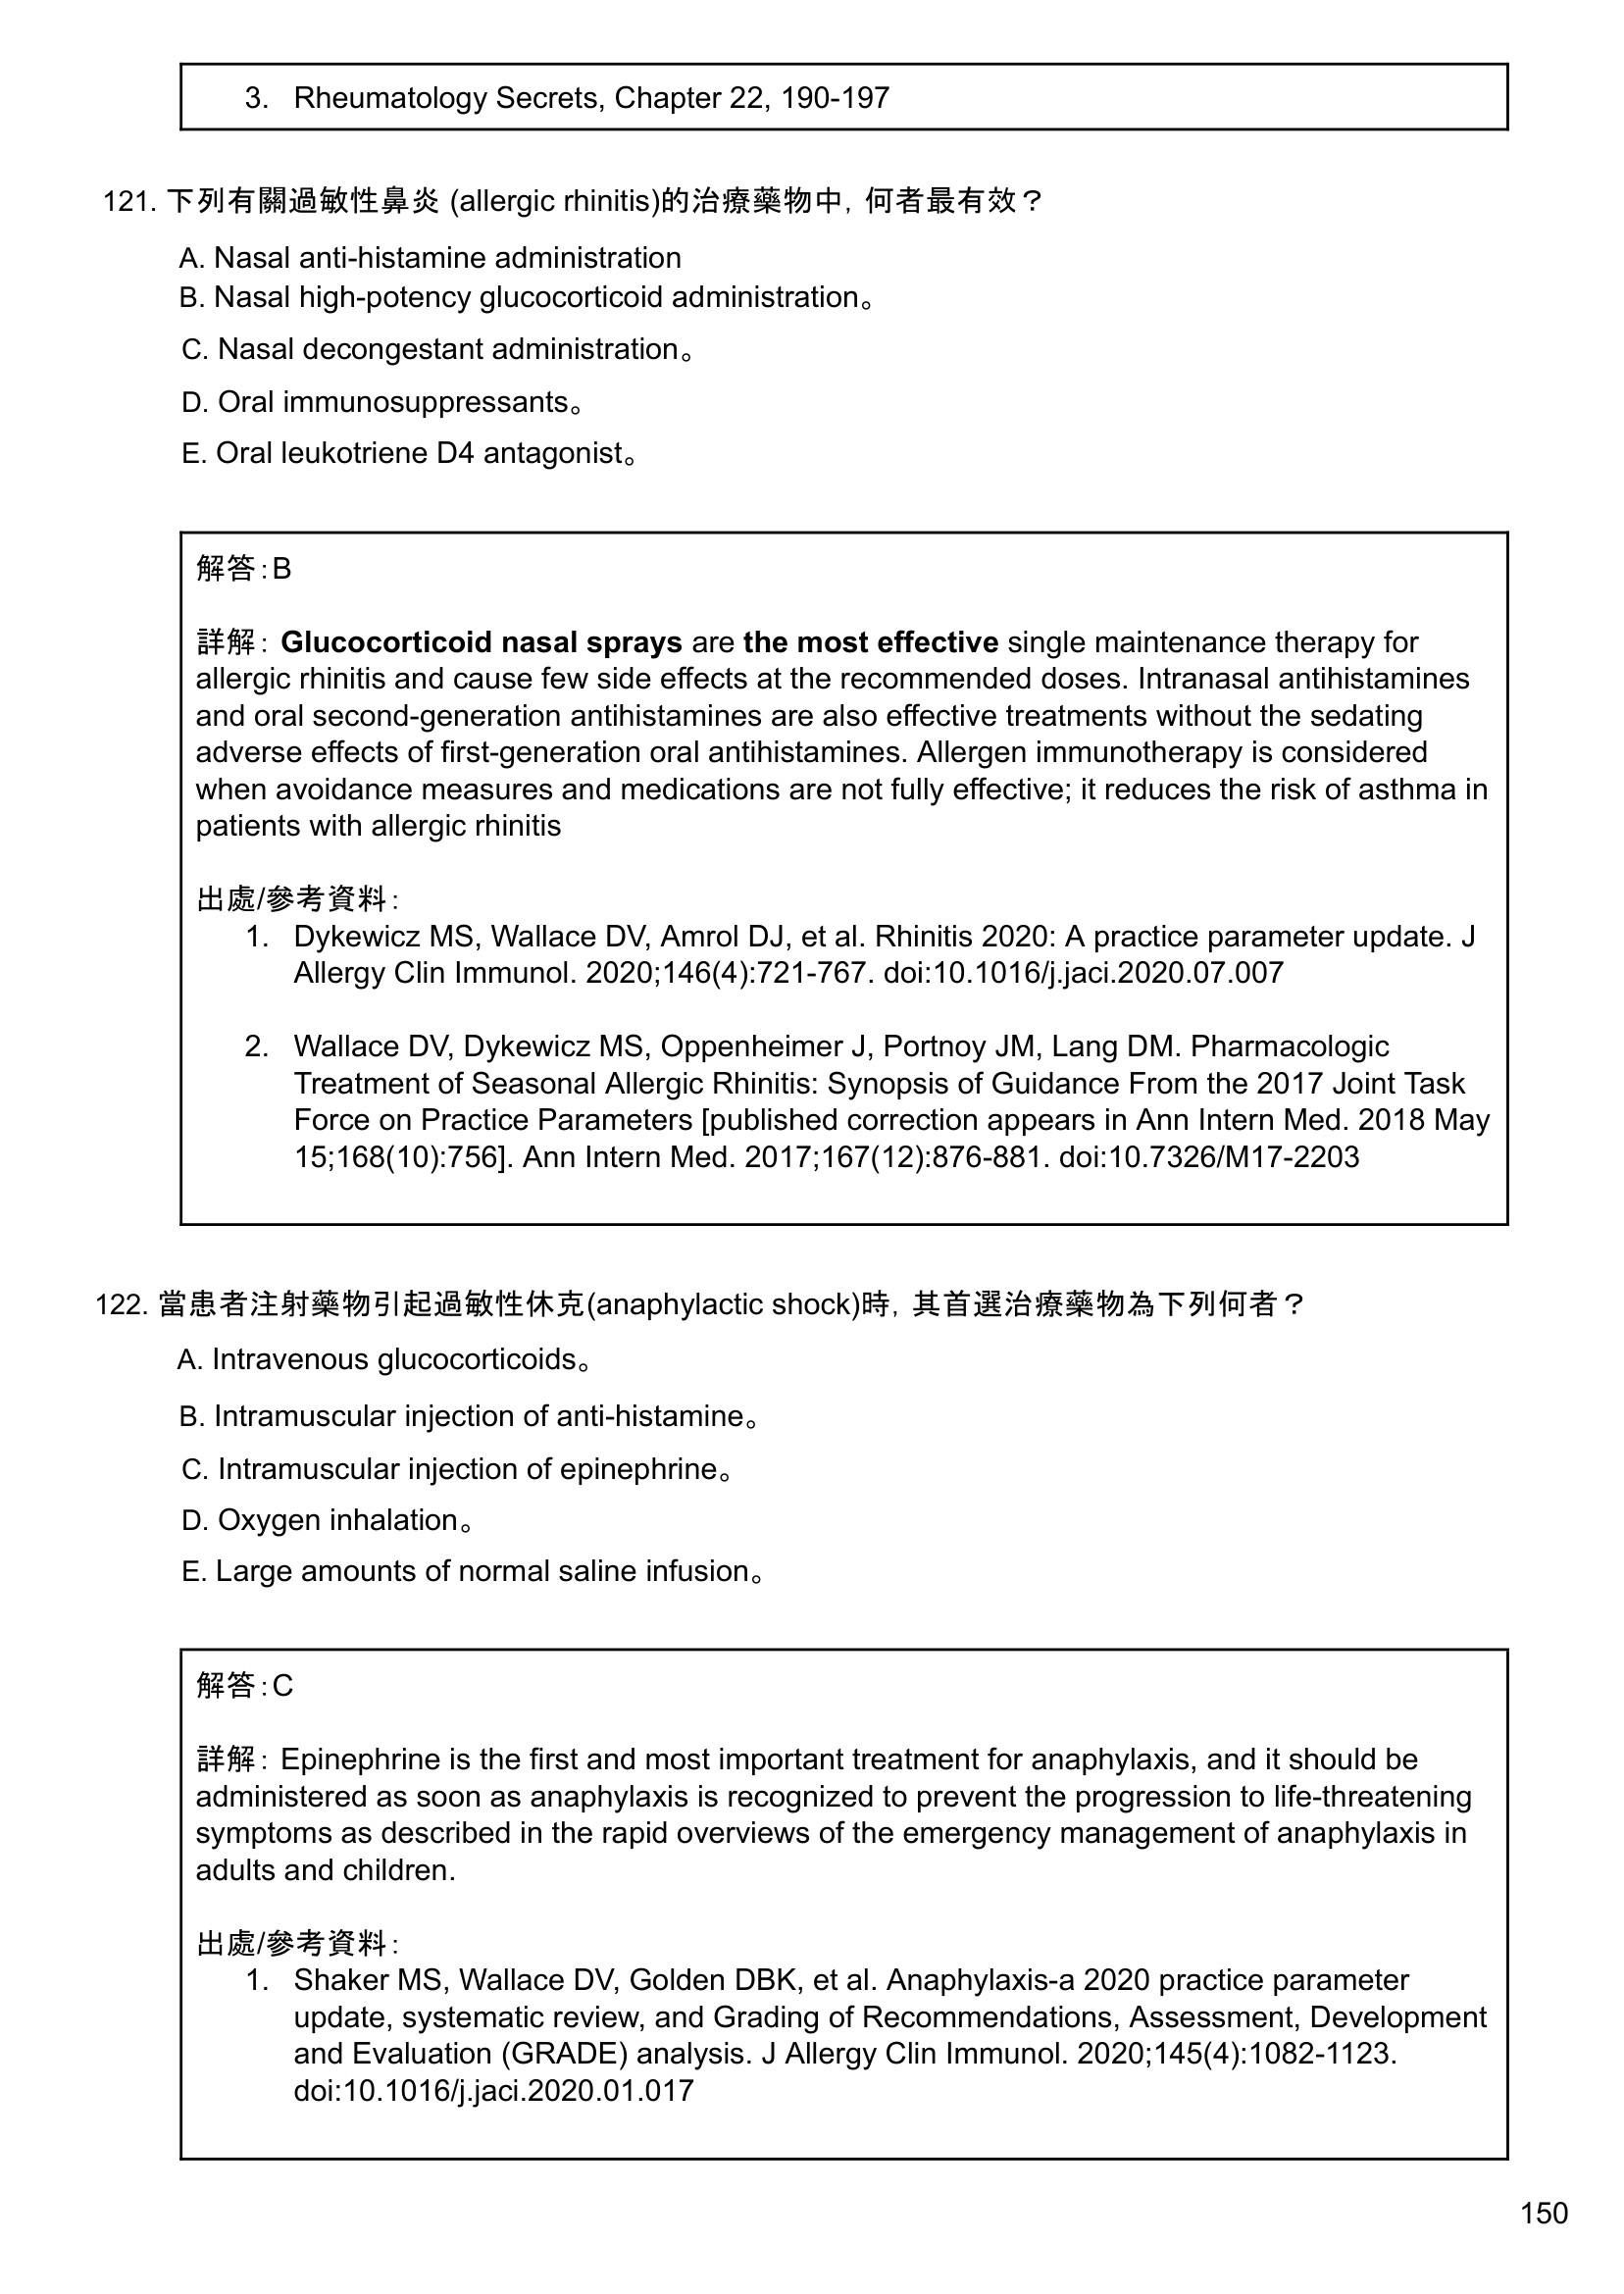 3. Rheumatology Secrets, Chapter 22, 190-197
121. 下列有關過敏性鼻炎 (allergic rhinitis)的治療藥物中，何者最有效？
A. Nasal anti-histamine administration
B. Nasal high-potency glucocorticoid administration。
C. Nasal decongestant administration。
D. Oral immunosuppressants。
E. Oral leukotriene D4 antagonist。
解答：B
詳解： Glucocorticoid nasal sprays are the most effective single maintenance therapy for
allergic rhinitis and cause few side effects at the recommended doses. Intranasal antihistamines
and oral second-generation antihistamines are also effective treatments without the sedating
adverse effects of first-generation oral antihistamines. Allergen immunotherapy is considered
when avoidance measures and medications are not fully effective; it reduces the risk of asthma in
patients with allergic rhinitis
出處/參考資料：
1. Dykewicz MS, Wallace DV, Amrol DJ, et al. Rhinitis 2020: A practice parameter update. J
Allergy Clin Immunol. 2020;146(4):721-767. doi:10.1016/j.jaci.2020.07.007
2. Wallace DV, Dykewicz MS, Oppenheimer J, Portnoy JM, Lang DM. Pharmacologic
Treatment of Seasonal Allergic Rhinitis: Synopsis of Guidance From the 2017 Joint Task
Force on Practice Parameters [published correction appears in Ann Intern Med. 2018 May
15;168(10):756]. Ann Intern Med. 2017;167(12):876-881. doi:10.7326/M17-2203
122. 當患者注射藥物引起過敏性休克(anaphylactic shock)時，其首選治療藥物為下列何者？
A. Intravenous glucocorticoids。
B. Intramuscular injection of anti-histamine。
C. Intramuscular injection of epinephrine。
D. Oxygen inhalation。
E. Large amounts of normal saline infusion。
解答：C
詳解： Epinephrine is the first and most important treatment for anaphylaxis, and it should be
administered as soon as anaphylaxis is recognized to prevent the progression to life-threatening
symptoms as described in the rapid overviews of the emergency management of anaphylaxis in
adults and children.
出處/參考資料：
1. Shaker MS, Wallace DV, Golden DBK, et al. Anaphylaxis-a 2020 practice parameter
update, systematic review, and Grading of Recommendations, Assessment, Development
and Evaluation (GRADE) analysis. J Allergy Clin Immunol. 2020;145(4):1082-1123.
doi:10.1016/j.jaci.2020.01.017
150